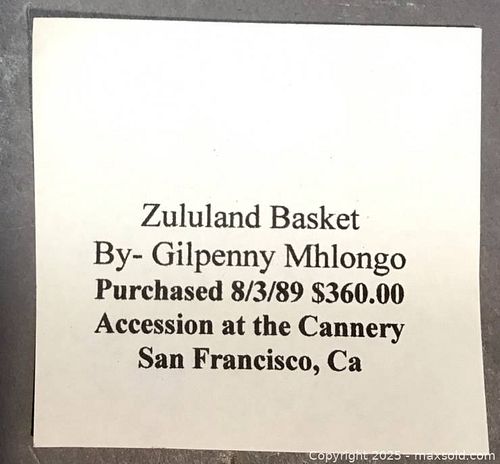 Zululand Basket
By- Gilpenny Mhlongo
Purchased 8/3/89 $360.00
Accession at the Cannery
San Francisco, Ca
Copyright 2025 - maxsold.com